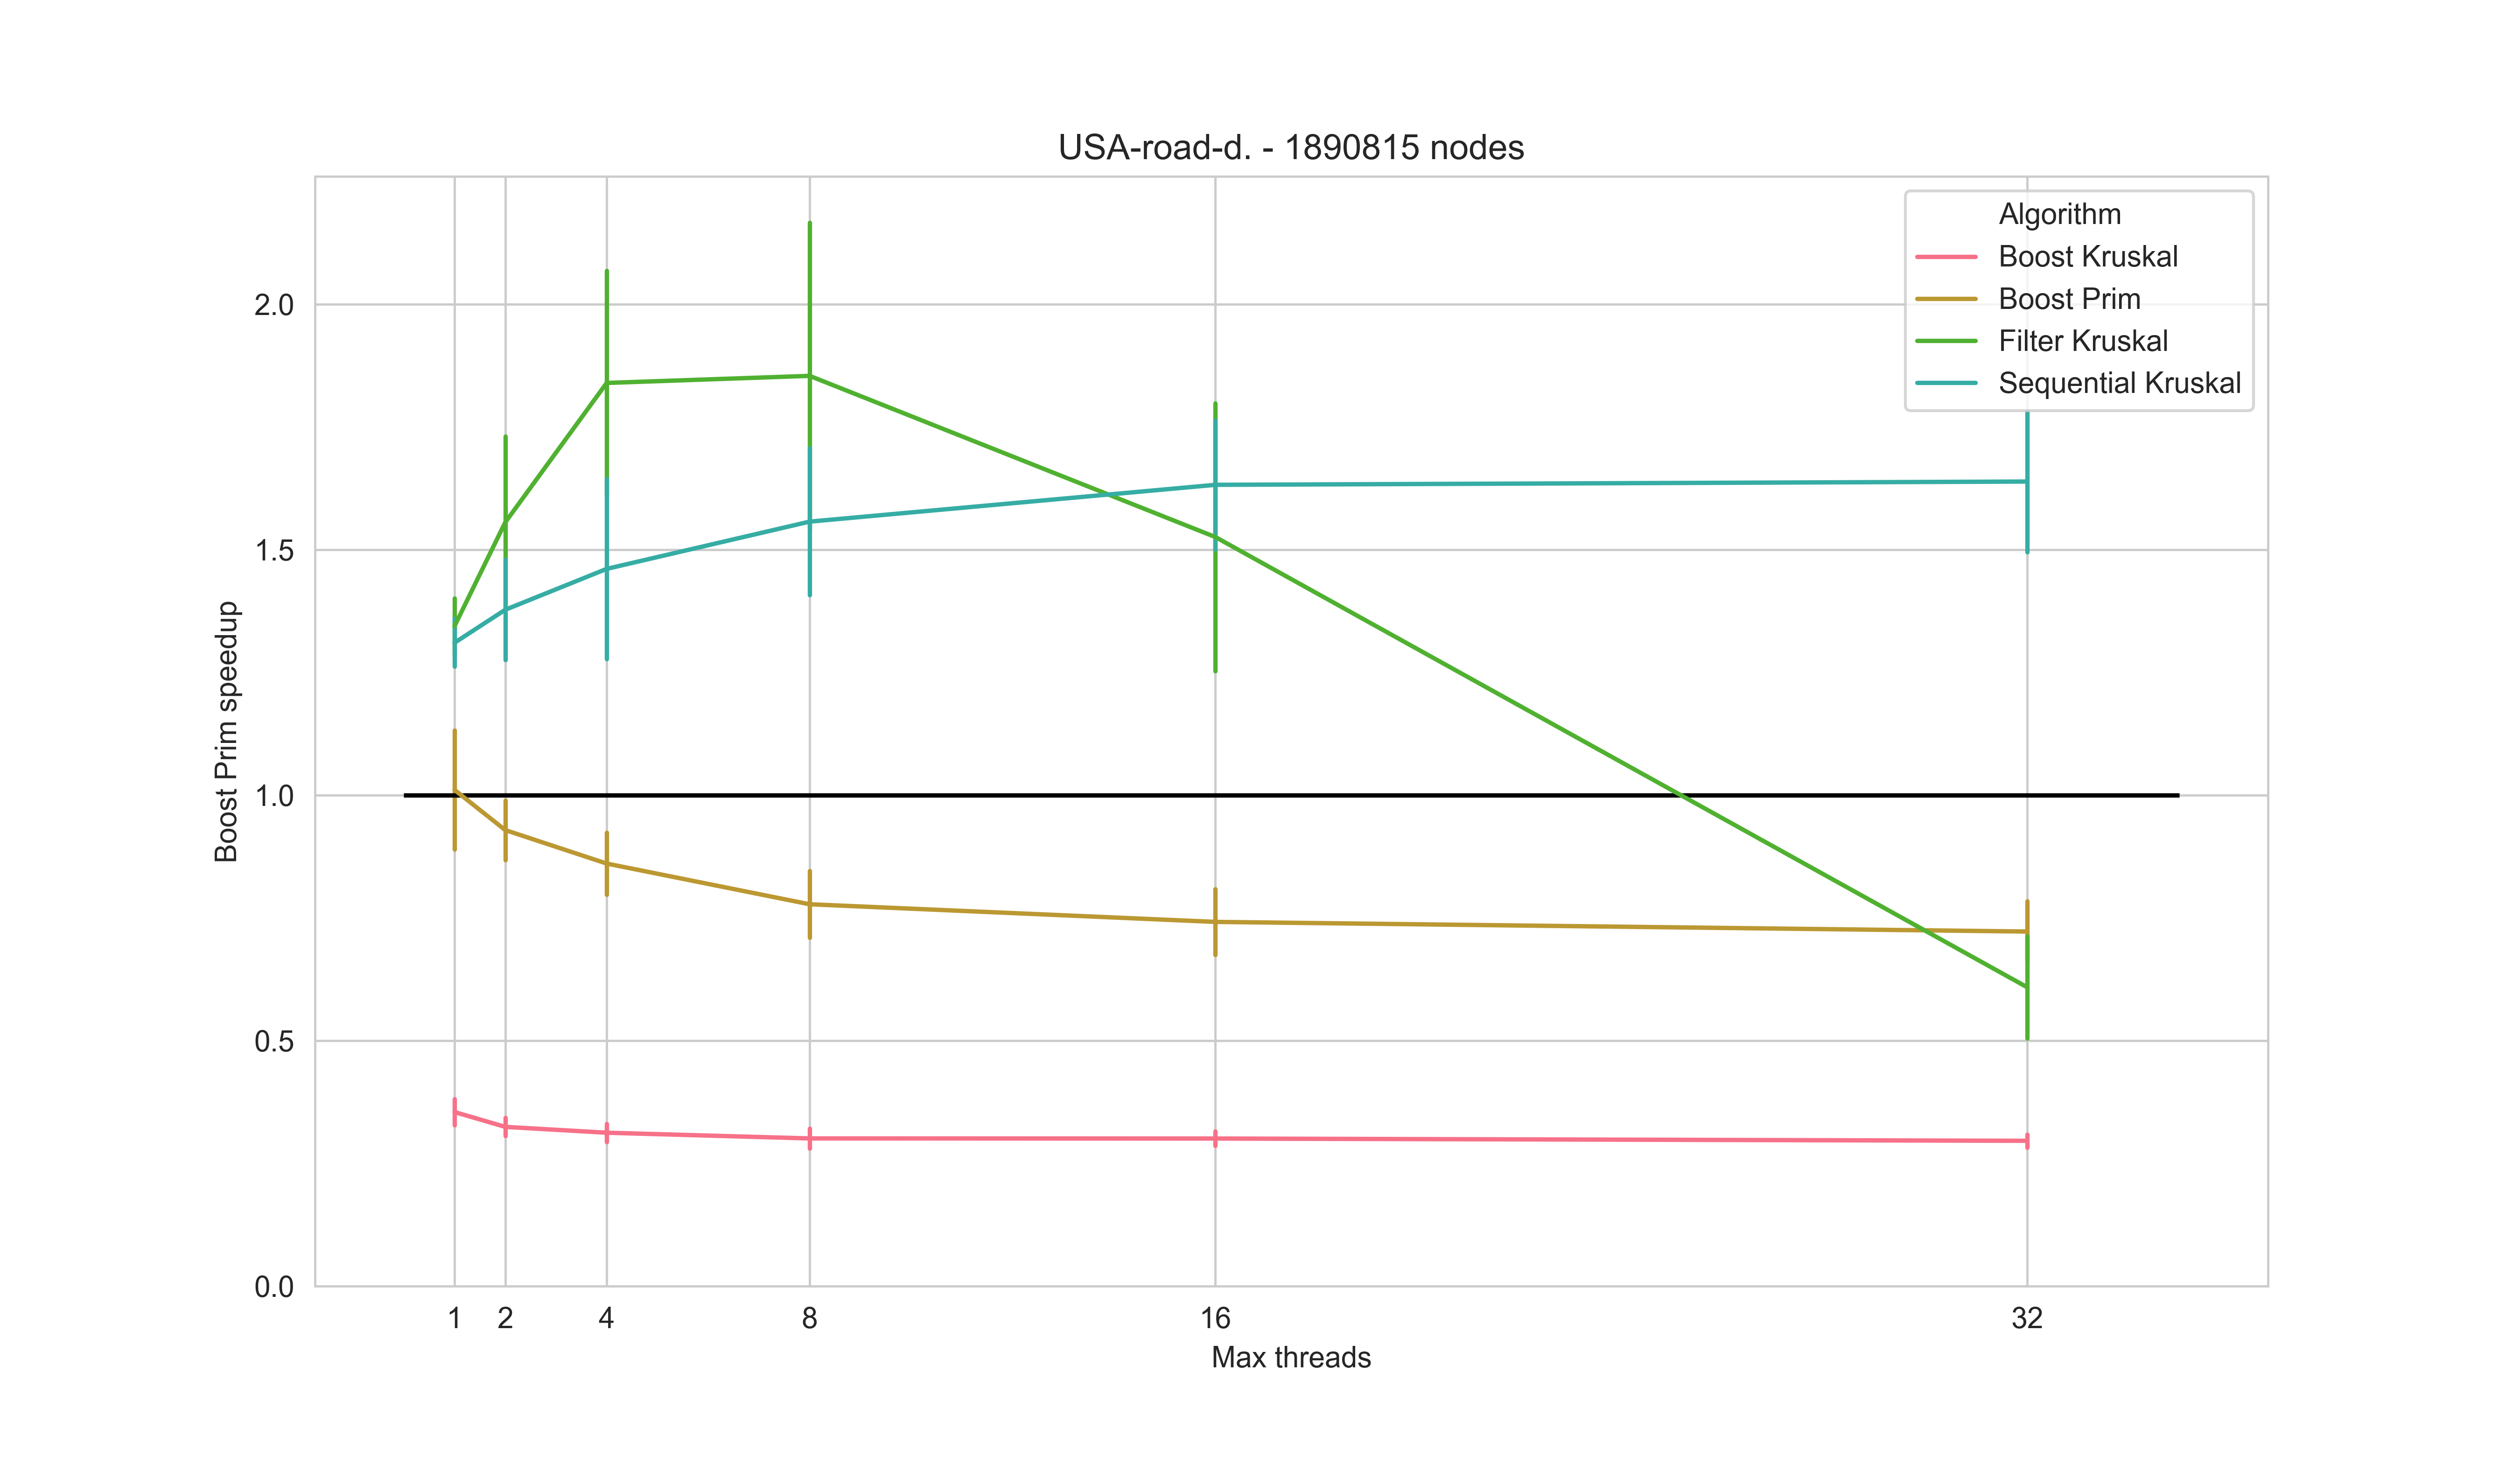 USA-road-d. - 1890815 nodes
Algorithm
Boost Kruskal
Boost Prim
Filter Kruskal
Sequential Kruskal
Boost Prim speedup
2.0
1.5
1.0
0.5
0.0
1 2 4 8 16 32
Max threads